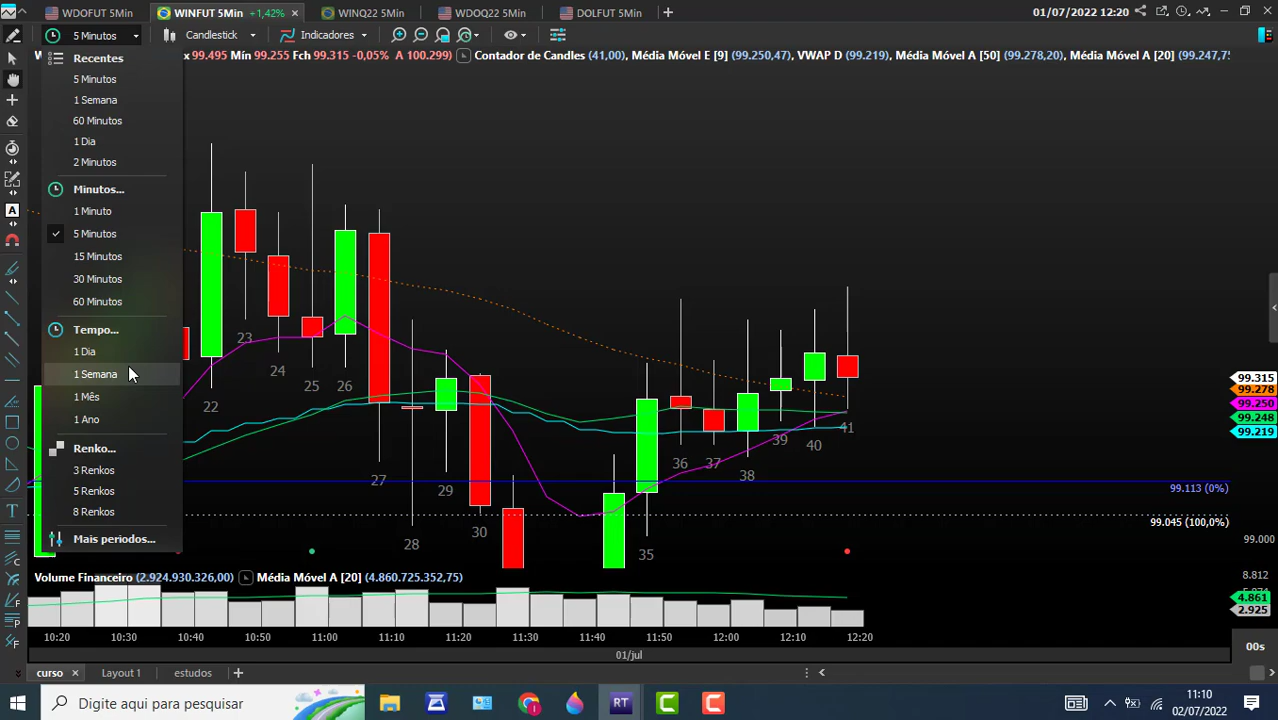 WDOFUT 5Min
WINFUT 5Min +1,42% ×
WINQ22 5Min
WDOQ22 5Min
DOLFUT 5Min
+
01/07/2022 12:20
5 Minutos
Candlestick
Indicadores
x 99.495 Mín 99.255 Fch 99.315 -0,05% A 100.299
Contador de Candles (41,00), Média Móvel E [9] (99.250,47), VWAP D (99.219), Média Móvel A [50] (99.278,20), Média Móvel A [20] (99.247,75
Recentes
5 Minutos
1 Semana
60 Minutos
1 Dia
2 Minutos
Minutos...
1 Minuto
5 Minutos
15 Minutos
30 Minutos
60 Minutos
Tempo...
1 Dia
1 Semana
1 Mês
1 Ano
Renko...
3 Renkos
5 Renkos
8 Renkos
Mais periodos...
22
23
24
25
26
27
28
29
30
35
36
37
38
39
40
41
99.315
99.278
99.250
99.248
99.219
99.113 (0%)
99.045 (100,0%)
99.000
Volume Financeiro (2.924.930.326,00)
Média Móvel A [20] (4.860.725.352,75)
8.812
4.861
2.925
10:20 10:30 10:40 10:50 11:00 11:10 11:20 11:30 11:40 11:50 12:00 12:10 12:20
01/jul
00s
curso ×
Layout 1
estudos
+
Digite aqui para pesquisar
RT
C
C
11:10
02/07/2022